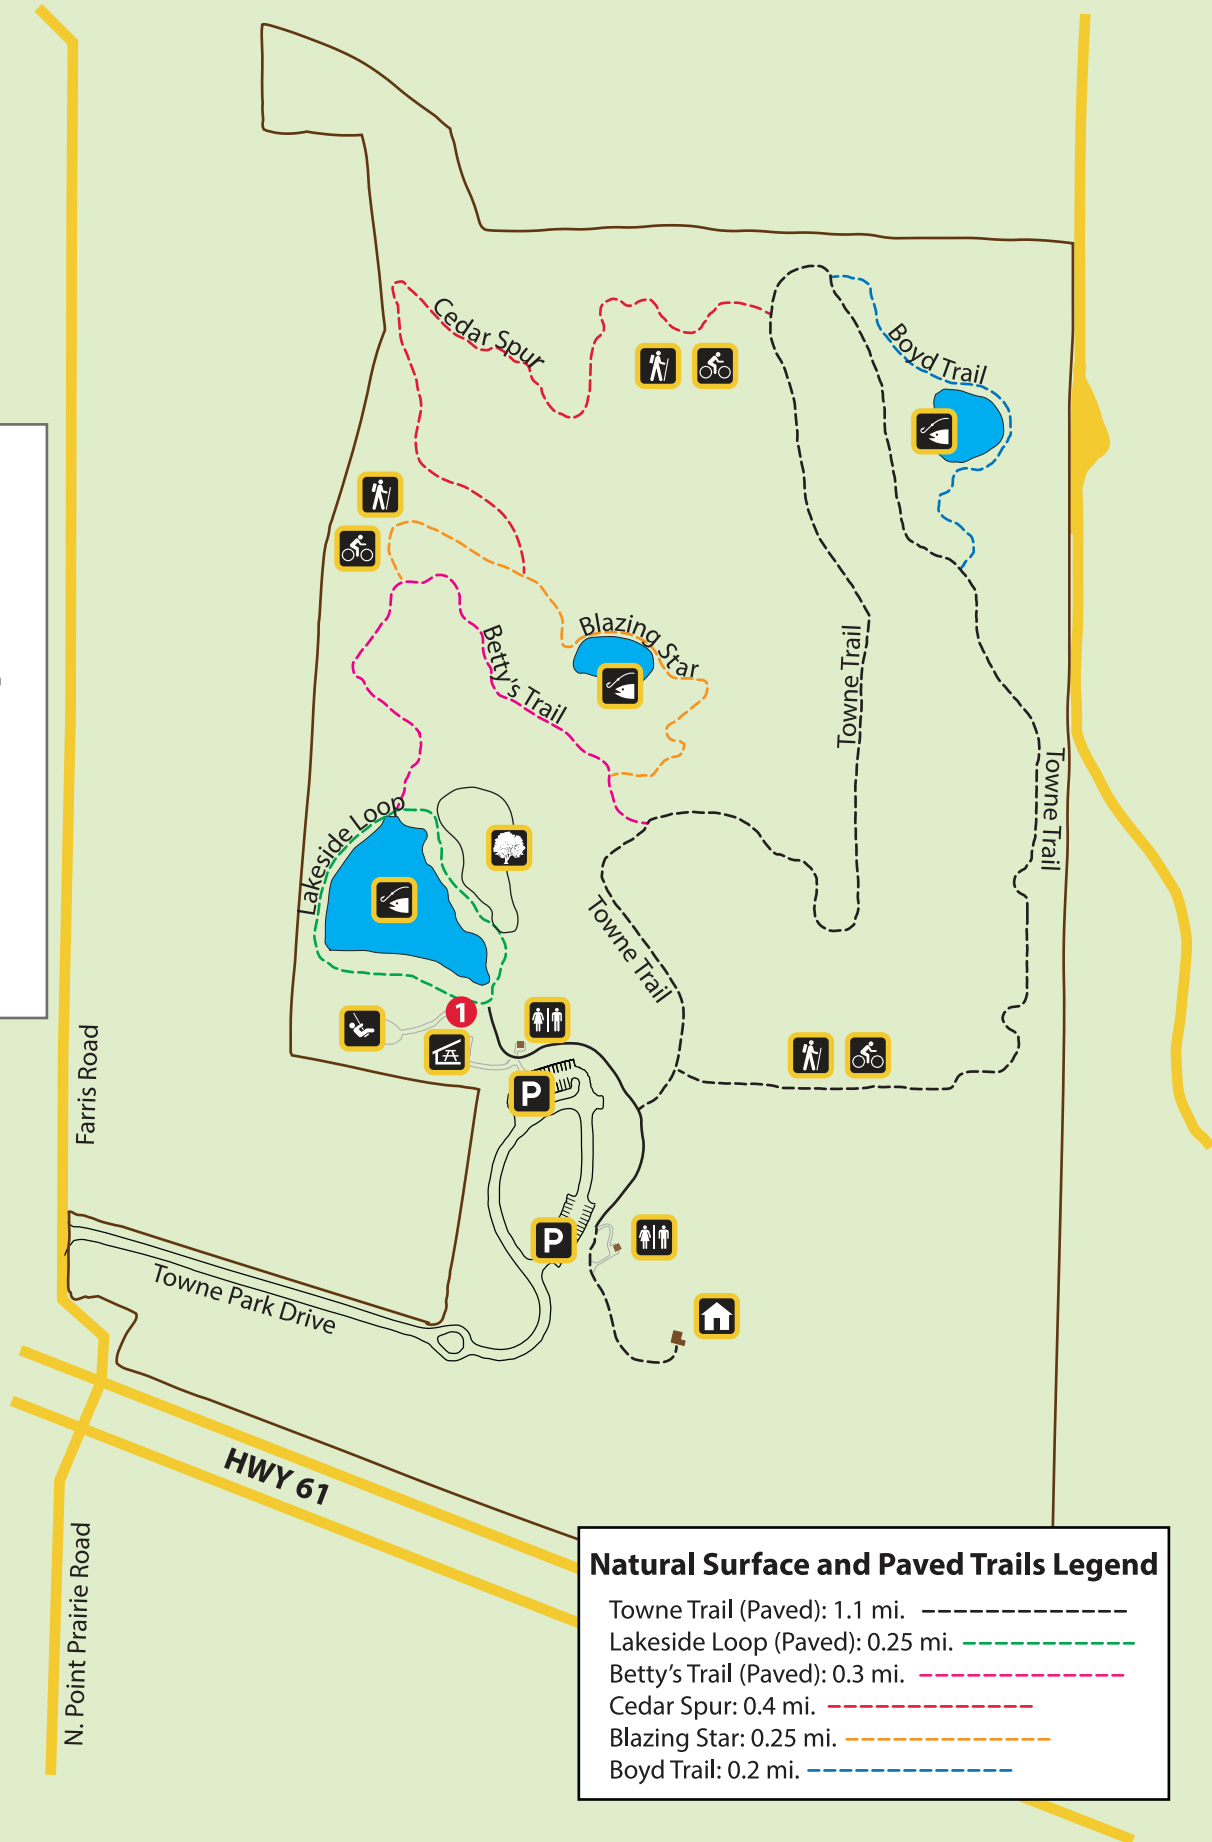 Cedar Spur
Boyd Trail
Blazing Star
Betty's Trail
Towne Trail
Towne Trail
Lakeside Loop
Towne Trail
1
P
P
Farris Road
Towne Park Drive
HWY 61
N. Point Prairie Road
Natural Surface and Paved Trails Legend
Towne Trail (Paved): 1.1 mi.
Lakeside Loop (Paved): 0.25 mi.
Betty's Trail (Paved): 0.3 mi.
Cedar Spur: 0.4 mi.
Blazing Star: 0.25 mi.
Boyd Trail: 0.2 mi.